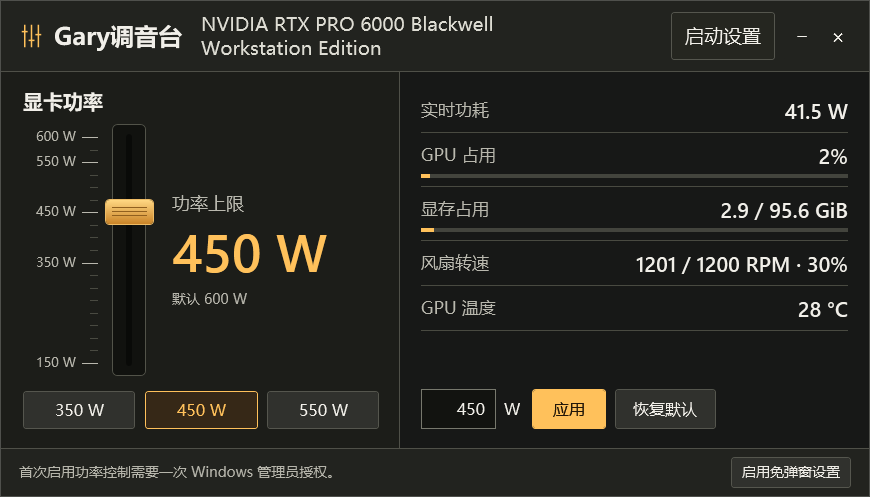 Gary调音台
NVIDIA RTX PRO 6000 Blackwell
Workstation Edition
启动设置
显卡功率
600 W
550 W
450 W
350 W
150 W
功率上限
450 W
默认 600 W
350 W
450 W
550 W
实时功耗
41.5 W
GPU 占用
2%
显存占用
2.9 / 95.6 GiB
风扇转速
1201 / 1200 RPM · 30%
GPU 温度
28 °C
450 W
应用
恢复默认
首次启用功率控制需要一次 Windows 管理员授权。
启用免弹窗设置